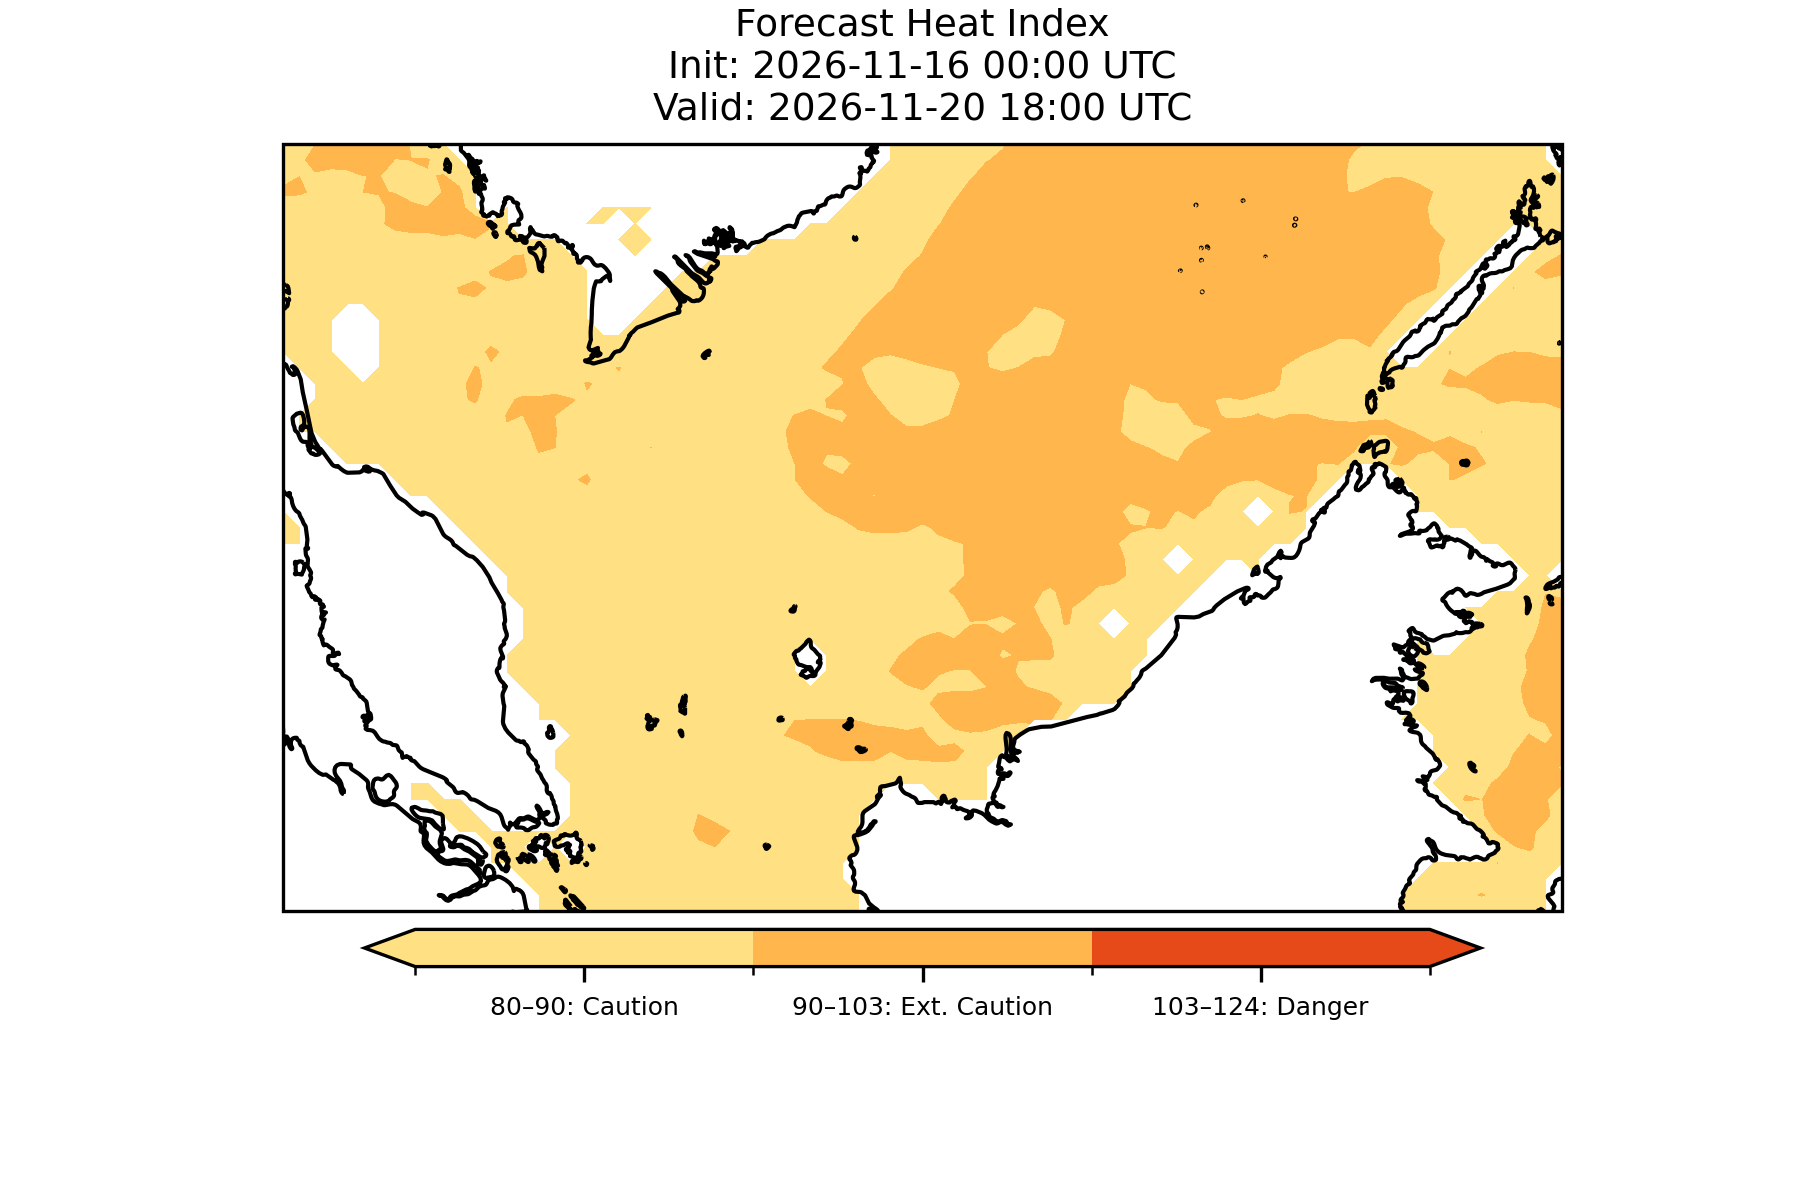 Forecast Heat Index
Init: 2026-11-16 00:00 UTC
Valid: 2026-11-20 18:00 UTC
80–90: Caution
90–103: Ext. Caution
103–124: Danger